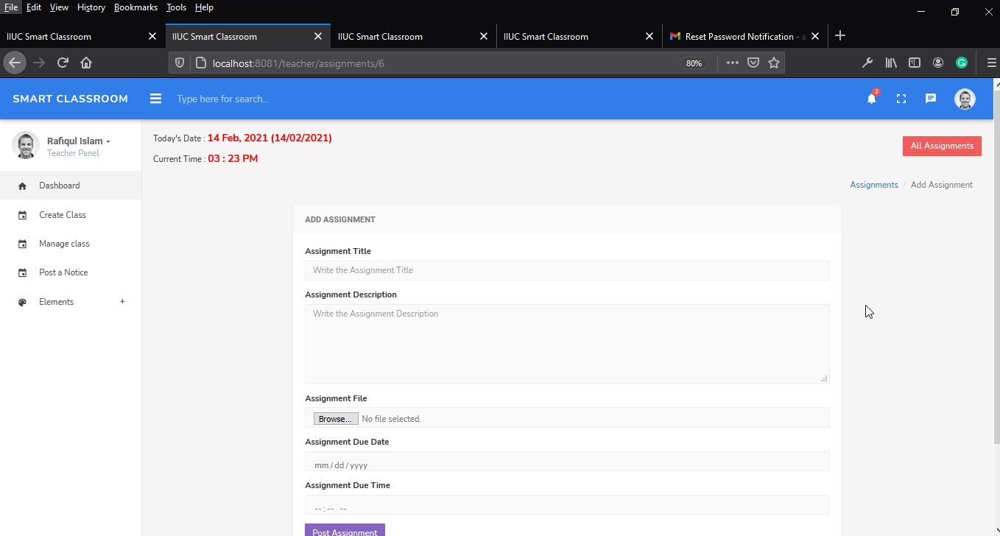 File Edit View History Bookmarks Tools Help
IIUC Smart Classroom IIUC Smart Classroom IIUC Smart Classroom IIUC Smart Classroom Reset Password Notification -
localhost:8081/teacher/assignments/6 80%
SMART CLASSROOM Type here for search... 3
Rafiqul Islam
Teacher Panel
Dashboard
Create Class
Manage class
Post a Notice
Elements +
Today's Date : 14 Feb, 2021 (14/02/2021)
Current Time : 03 : 23 PM
All Assignments
Assignments / Add Assignment
ADD ASSIGNMENT
Assignment Title
Write the Assignment Title
Assignment Description
Write the Assignment Description
Assignment File
Browse... No file selected.
Assignment Due Date
mm / dd / yyyy
Assignment Due Time
-- : -- --
Post Assignment